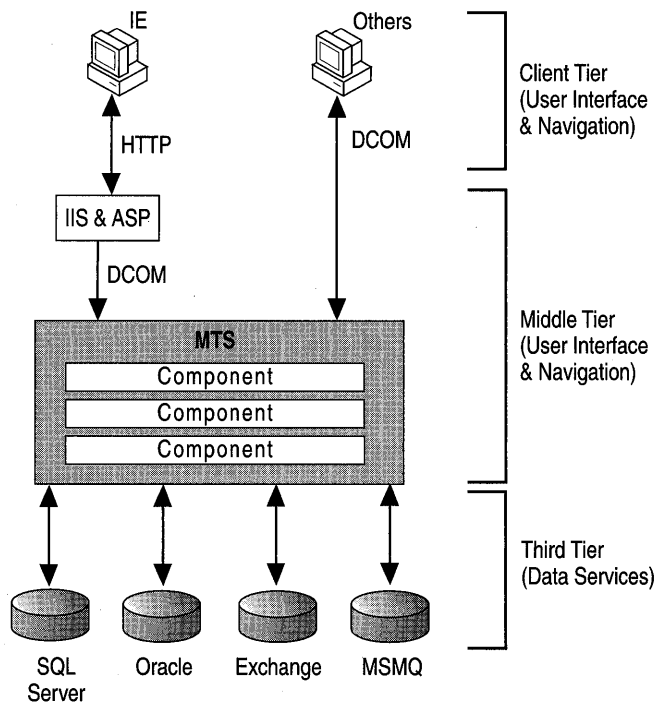 IE
Others
Client Tier
(User Interface
& Navigation)
HTTP
DCOM
IIS & ASP
DCOM
MTS
Component
Component
Component
Middle Tier
(User Interface
& Navigation)
Third Tier
(Data Services)
SQL
Server
Oracle
Exchange
MSMQ